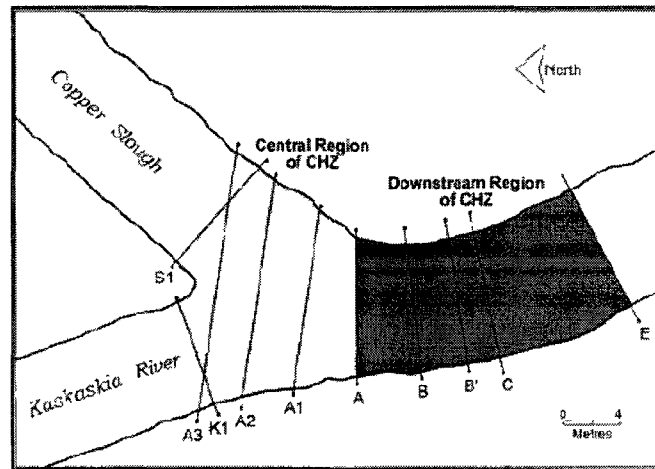 Copper Slough
North
Central Region
of CHZ
Downstream Region
of CHZ
S1
Kaskaskia River
A3
K1
A2
A1
A
B
B'
C
E
0 4
Metres